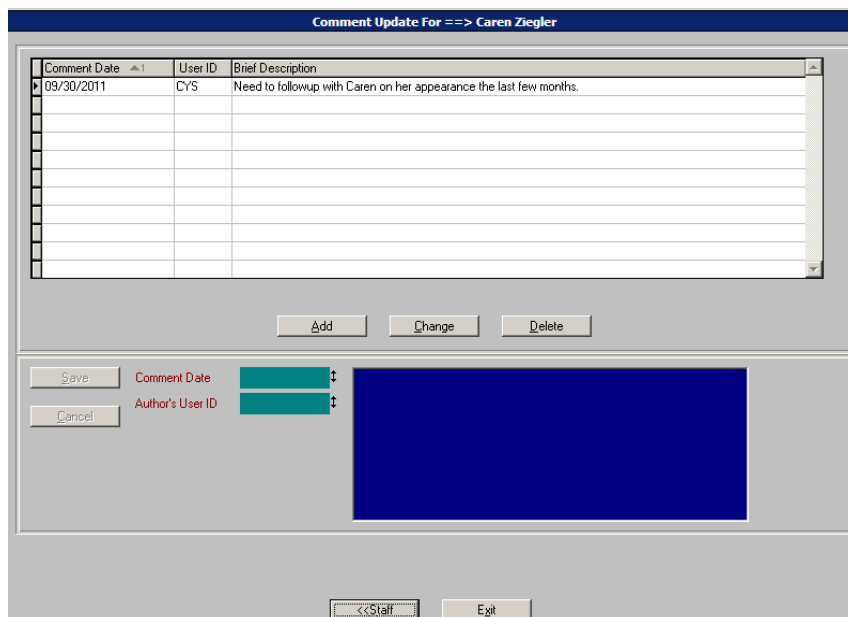 Comment Update For ==> Caren Ziegler
Comment Date 1 User ID Brief Description
09/30/2011 CYS Need to followup with Caren on her appearance the last few months.
Add Change Delete
Save Comment Date
Author's User ID
Cancel
<<Staff Exit